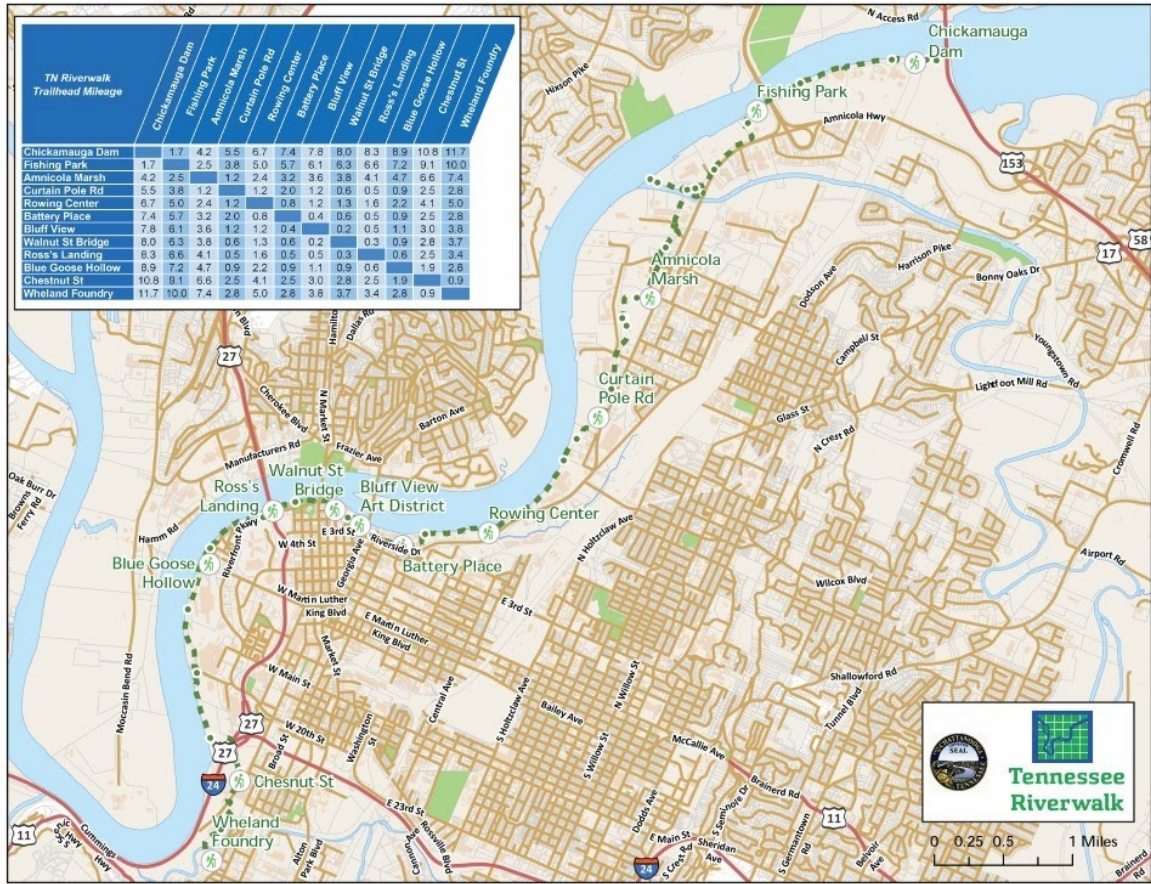 TN Riverwalk
Trailhead Mileage
Chickamauga Dam
Fishing Park
Amnicola Marsh
Curtain Pole Rd
Rowing Center
Battery Place
Bluff View
Walnut St Bridge
Ross's Landing
Blue Goose Hollow
Chestnut St
Wheland Foundry
Chickamauga Dam 1.7 4.2 5.5 6.7 7.4 7.8 8.0 8.3 8.9 10.8 11.7
Fishing Park 1.7 2.5 3.8 5.0 5.7 6.1 6.3 6.6 7.2 9.1 10.0
Amnicola Marsh 4.2 2.5 1.2 2.4 3.2 3.6 3.8 4.1 4.7 6.6 7.4
Curtain Pole Rd 5.5 3.8 1.2 1.2 2.0 1.2 0.6 0.5 0.9 2.5 2.8
Rowing Center 6.7 5.0 2.4 1.2 0.8 1.2 1.3 1.6 2.2 4.1 5.0
Battery Place 7.4 5.7 3.2 2.0 0.8 0.4 0.6 0.5 0.9 2.5 2.8
Bluff View 7.8 6.1 3.6 1.2 1.2 0.4 0.2 0.5 1.1 3.0 3.8
Walnut St Bridge 8.0 6.3 3.8 0.6 1.3 0.6 0.2 0.3 0.9 2.8 3.7
Ross's Landing 8.3 6.6 4.1 0.5 1.6 0.5 0.5 0.3 0.6 2.5 3.4
Blue Goose Hollow 8.9 7.2 4.7 0.9 2.2 0.9 1.1 0.9 0.6 1.9 2.8
Chestnut St 10.8 9.1 6.6 2.5 4.1 2.5 3.0 2.8 2.5 1.9 0.9
Wheland Foundry 11.7 10.0 7.4 2.8 5.0 2.8 3.8 3.7 3.4 2.8 0.9
N Access Rd
Chickamauga
Dam
Hixson Pike
Fishing Park
Amnicola Hwy
153
58
17
Harrison Pike
Bonny Oaks Dr
Amnicola
Marsh
Dodson Ave
Youngstown Rd
Campbell St
Lightfoot Mill Rd
Hamilton
Dallas Rd
27
Cherokee Blvd
N Market St
Barton Ave
Curtain
Pole Rd
Glass St
N Crest Rd
Cromwell Rd
Manufacturers Rd
Frazier Ave
Oak Burr Dr
Browns
Ferry Rd
Walnut St
Bridge
Ross's
Landing
Bluff View
Art District
Rowing Center
N Holtzclaw Ave
Hamm Rd
Riverfront Pkwy
W 4th St
E 3rd St
Georgia Ave
Riverside Dr
Battery Place
Airport Rd
Blue Goose
Hollow
W Martin Luther
King Blvd
E Martin Luther
King Blvd
E 3rd St
Wilcox Blvd
Moccasin Bend Rd
Market St
W Main St
Central Ave
S Holtzclaw Ave
Bailey Ave
N Willow St
Shallowford Rd
Tunnel Blvd
27
27
W 20th St
Broad St
Washington
St
S Willow St
McCallie Ave
Brainerd Rd
24
Chesnut St
E 23rd St
Rossville Blvd
Dodds Ave
S Seminole Dr
11
Wheland
Foundry
11
Cummings
Hwy
Alton
Park Blvd
Cannon Ave
E Main St
Sheridan
Ave
S Crest Rd
24
S Germantown
Rd
Belvoir
Ave
Brainerd
Rd
CHATTANOOGA
SEAL
TENNESSEE
Tennessee
Riverwalk
0 0.25 0.5 1 Miles